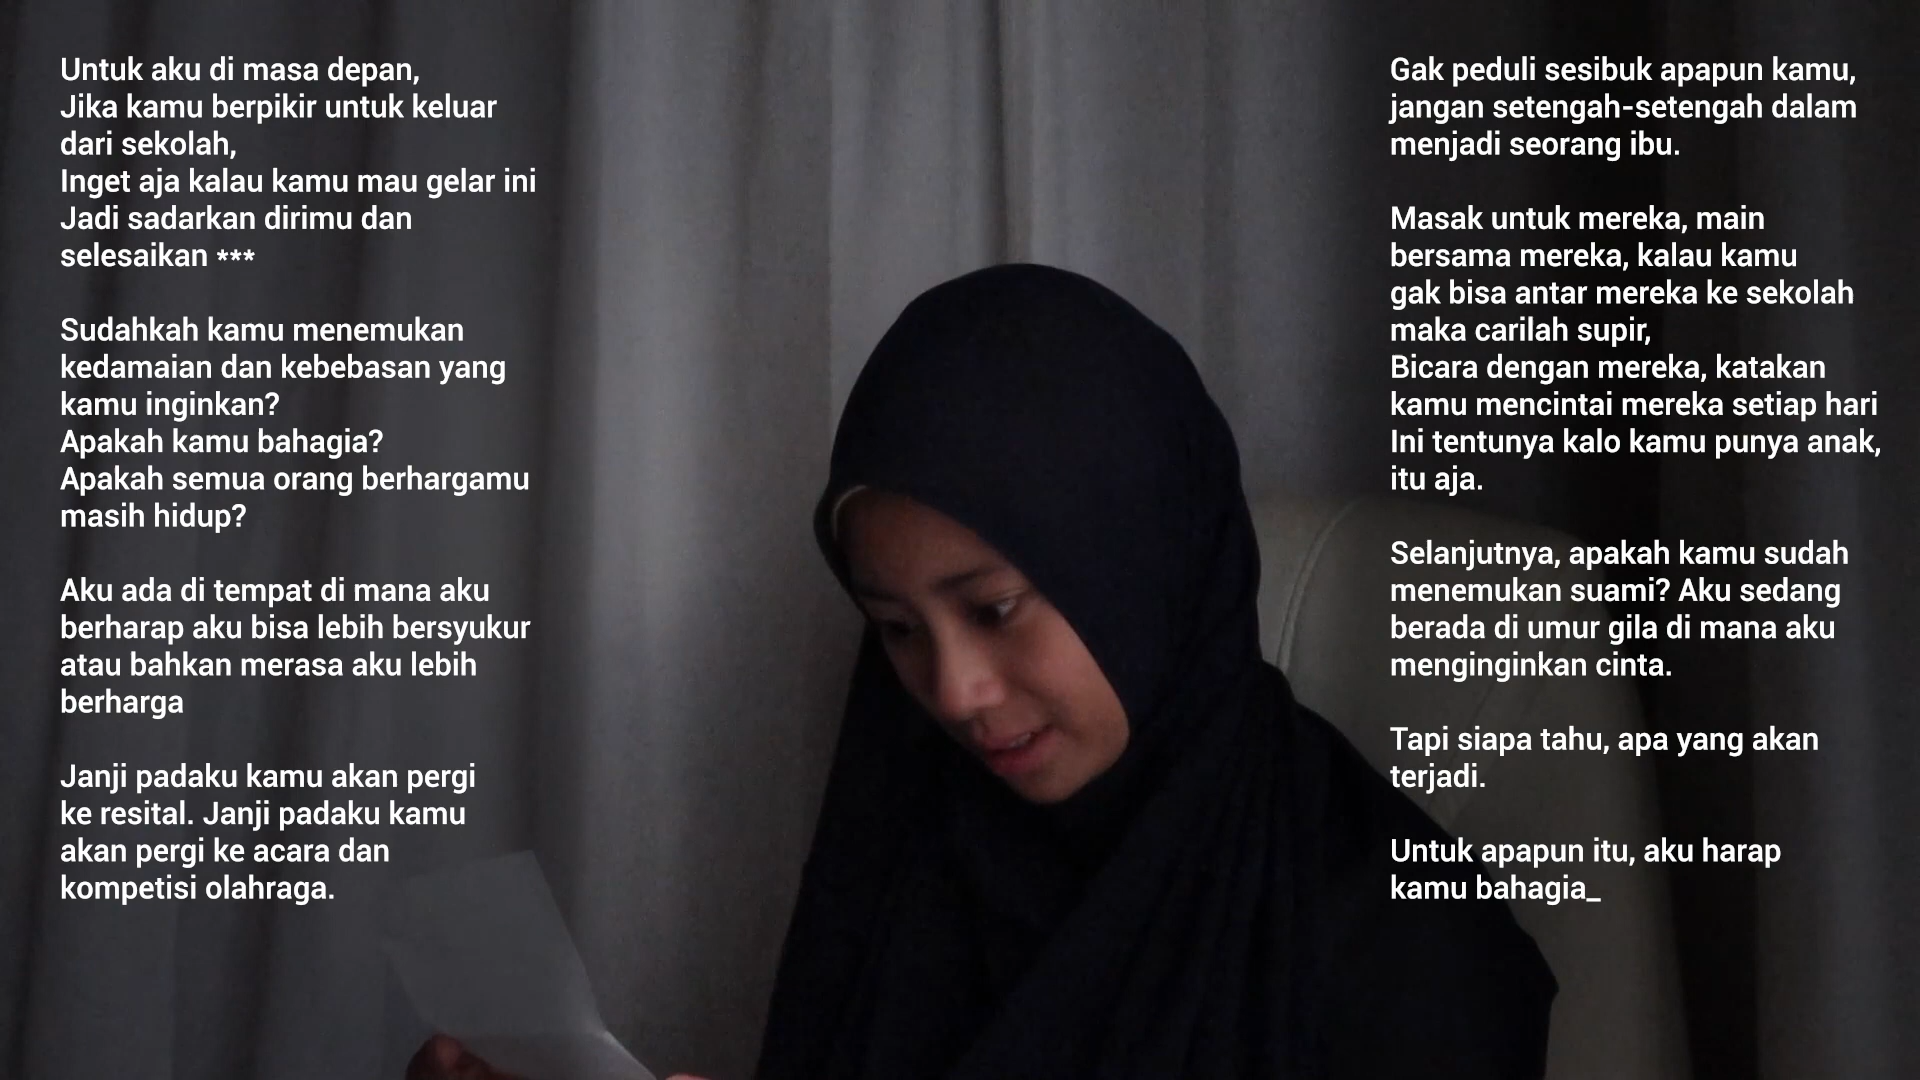 Untuk aku di masa depan,
Jika kamu berpikir untuk keluar
dari sekolah,
Inget aja kalau kamu mau gelar ini
Jadi sadarkan dirimu dan
selesaikan ***
Sudahkah kamu menemukan
kedamaian dan kebebasan yang
kamu inginkan?
Apakah kamu bahagia?
Apakah semua orang berhargamu
masih hidup?
Aku ada di tempat di mana aku
berharap aku bisa lebih bersyukur
atau bahkan merasa aku lebih
berharga
Janji padaku kamu akan pergi
ke resital. Janji padaku kamu
akan pergi ke acara dan
kompetisi olahraga.
Gak peduli sesibuk apapun kamu,
jangan setengah-setengah dalam
menjadi seorang ibu.
Masak untuk mereka, main
bersama mereka, kalau kamu
gak bisa antar mereka ke sekolah
maka carilah supir,
Bicara dengan mereka, katakan
kamu mencintai mereka setiap hari
Ini tentunya kalo kamu punya anak,
itu aja.
Selanjutnya, apakah kamu sudah
menemukan suami? Aku sedang
berada di umur gila di mana aku
menginginkan cinta.
Tapi siapa tahu, apa yang akan
terjadi.
Untuk apapun itu, aku harap
kamu bahagia_